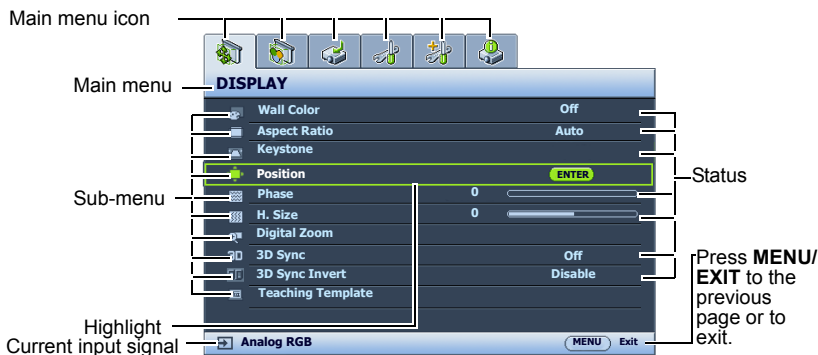 Main menu icon
Main menu
DISPLAY
Wall Color Off
Aspect Ratio Auto
Keystone
Position ENTER
Phase 0
H. Size 0
Digital Zoom
3D 3D Sync Off
3D Sync Invert Disable
Teaching Template
Analog RGB MENU Exit
Sub-menu
Highlight
Current input signal
Status
Press MENU/
EXIT to the
previous
page or to
exit.